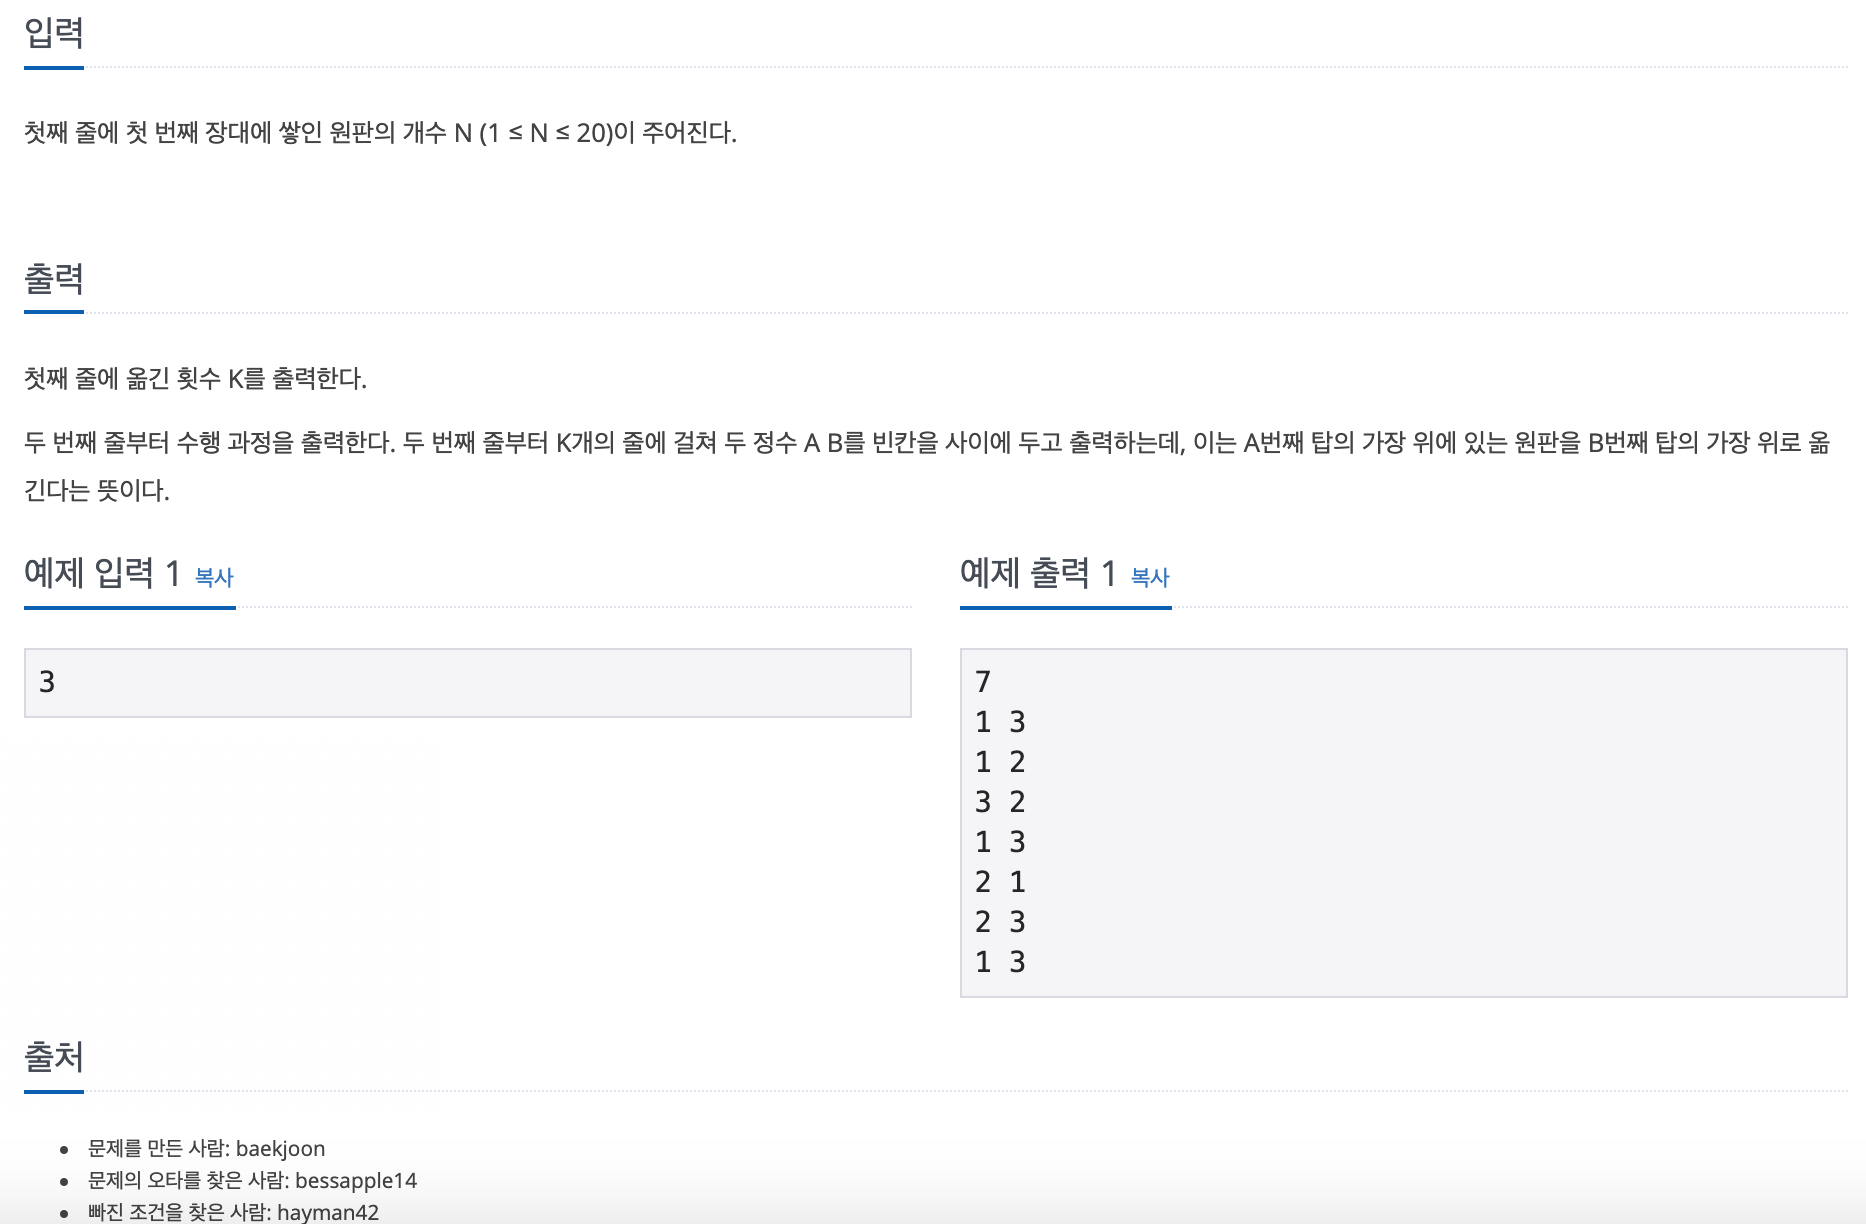 입력
첫째 줄에 첫 번째 장대에 쌓인 원판의 개수 N (1 ≤ N ≤ 20)이 주어진다.
출력
첫째 줄에 옮긴 횟수 K를 출력한다.
두 번째 줄부터 수행 과정을 출력한다. 두 번째 줄부터 K개의 줄에 걸쳐 두 정수 A B를 빈칸을 사이에 두고 출력하는데, 이는 A번째 탑의 가장 위에 있는 원판을 B번째 탑의 가장 위로 옮
긴다는 뜻이다.
예제 입력 1 복사
3
예제 출력 1 복사
7
1 3
1 2
3 2
1 3
2 1
2 3
1 3
출처
문제를 만든 사람: baekjoon
문제의 오타를 찾은 사람: bessapple14
빠진 조건을 찾은 사람: hayman42